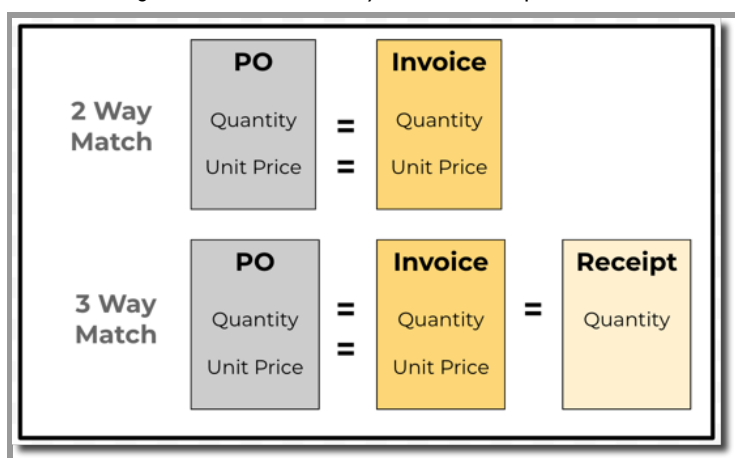 PO Invoice
2 Way
Match
Quantity = Quantity
Unit Price = Unit Price
PO Invoice Receipt
3 Way
Match
Quantity = Quantity = Quantity
Unit Price = Unit Price